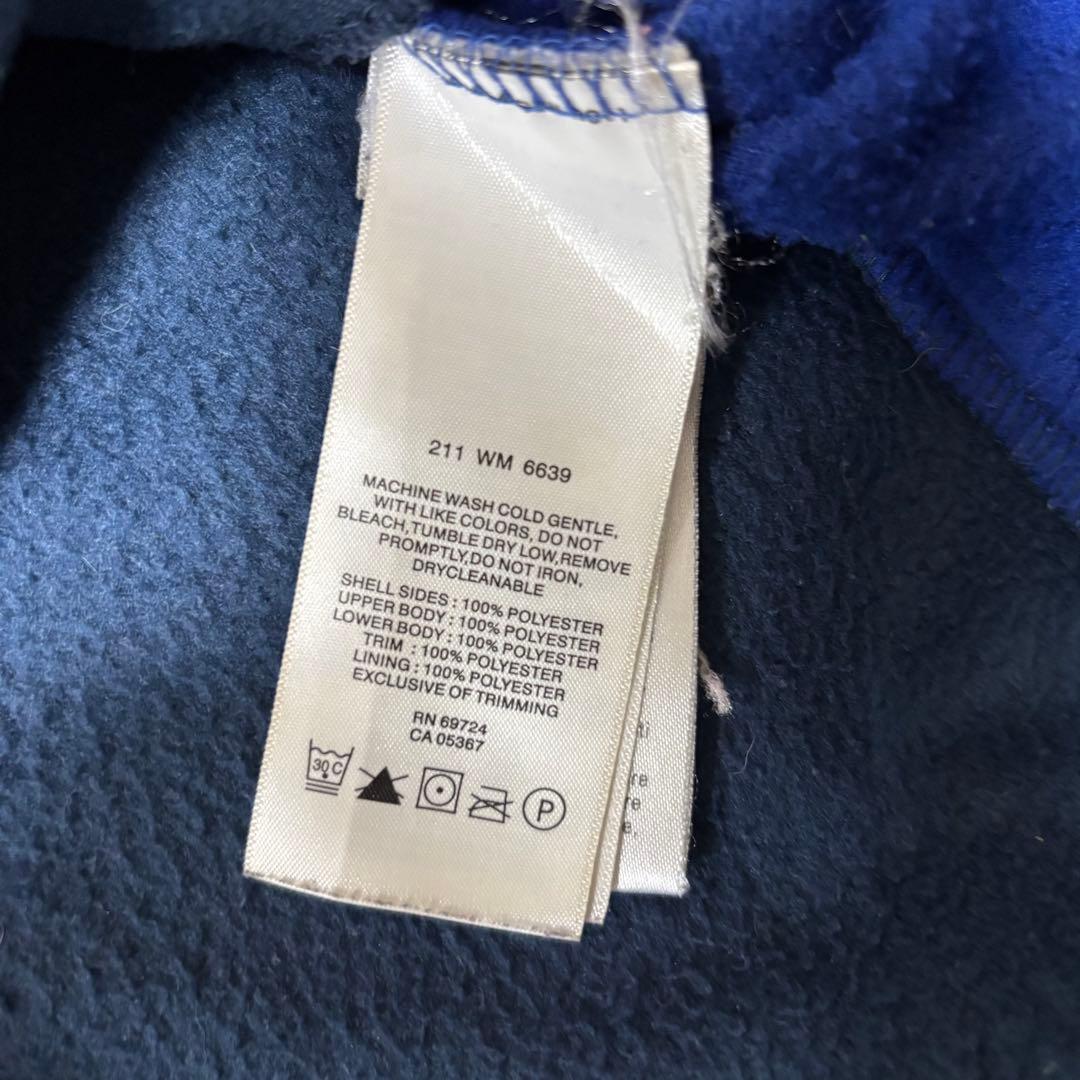 211 WM 6639
MACHINE WASH COLD GENTLE,
WITH LIKE COLORS, DO NOT
BLEACH,TUMBLE DRY LOW,REMOVE
PROMPTLY,DO NOT IRON,
DRYCLEANABLE
SHELL SIDES : 100% POLYESTER
UPPER BODY : 100% POLYESTER
LOWER BODY : 100% POLYESTER
TRIM : 100% POLYESTER
LINING : 100% POLYESTER
EXCLUSIVE OF TRIMMING
RN 69724
CA 05367
30 C
P